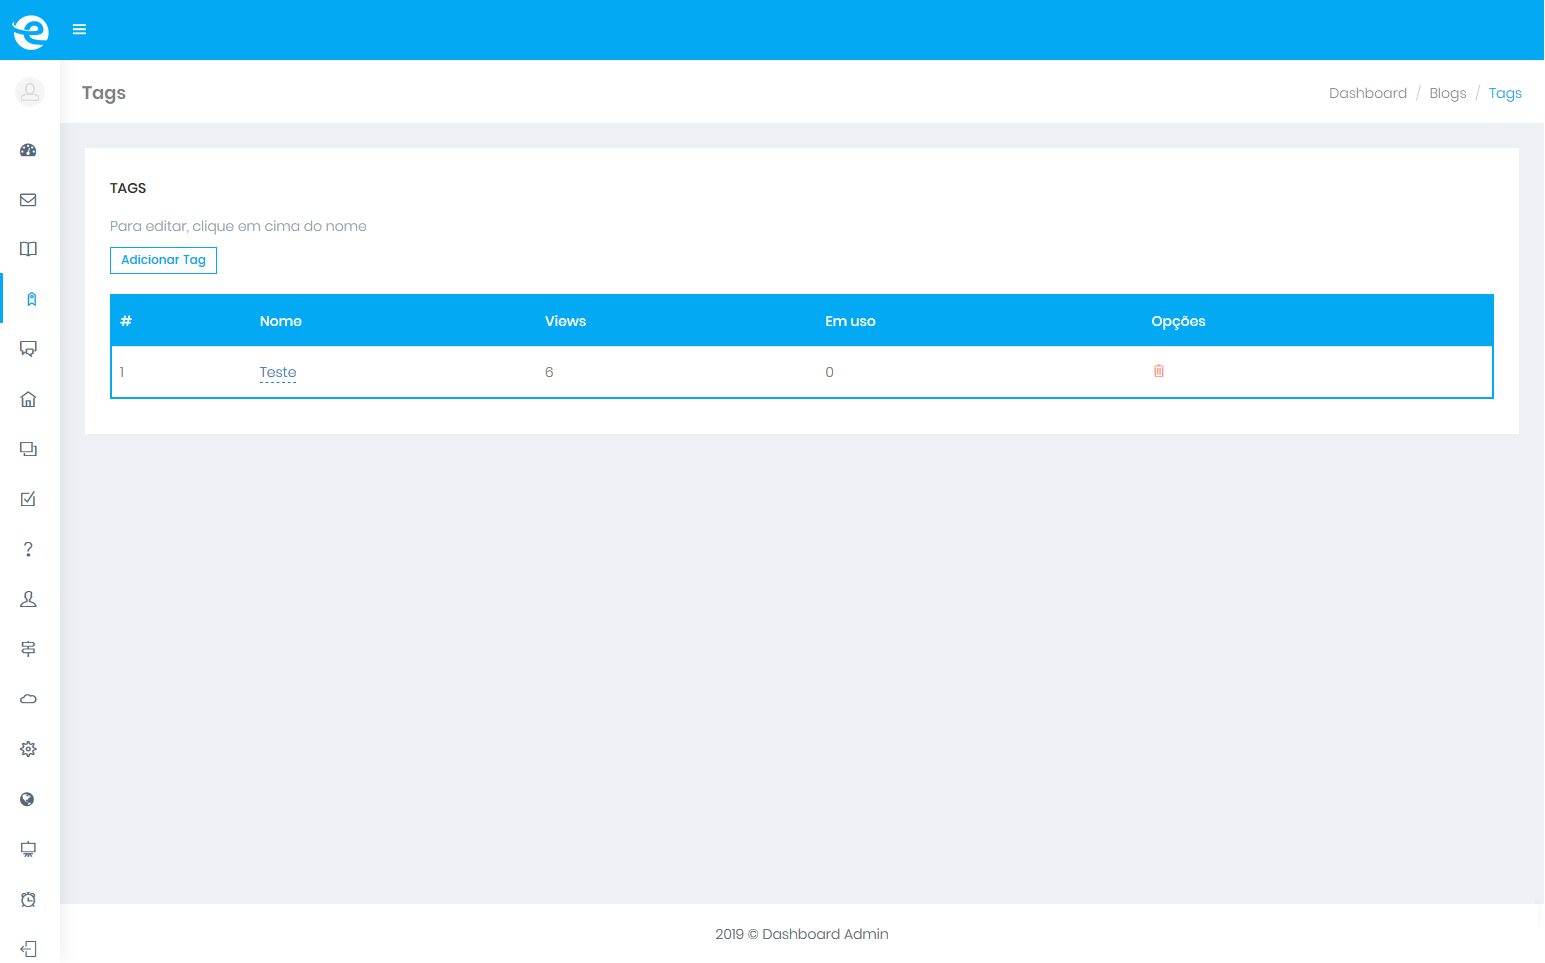 Tags
Dashboard / Blogs / Tags
TAGS
Para editar, clique em cima do nome
Adicionar Tag
# Nome Views Em uso Opções
1 Teste 6 0
2019 © Dashboard Admin